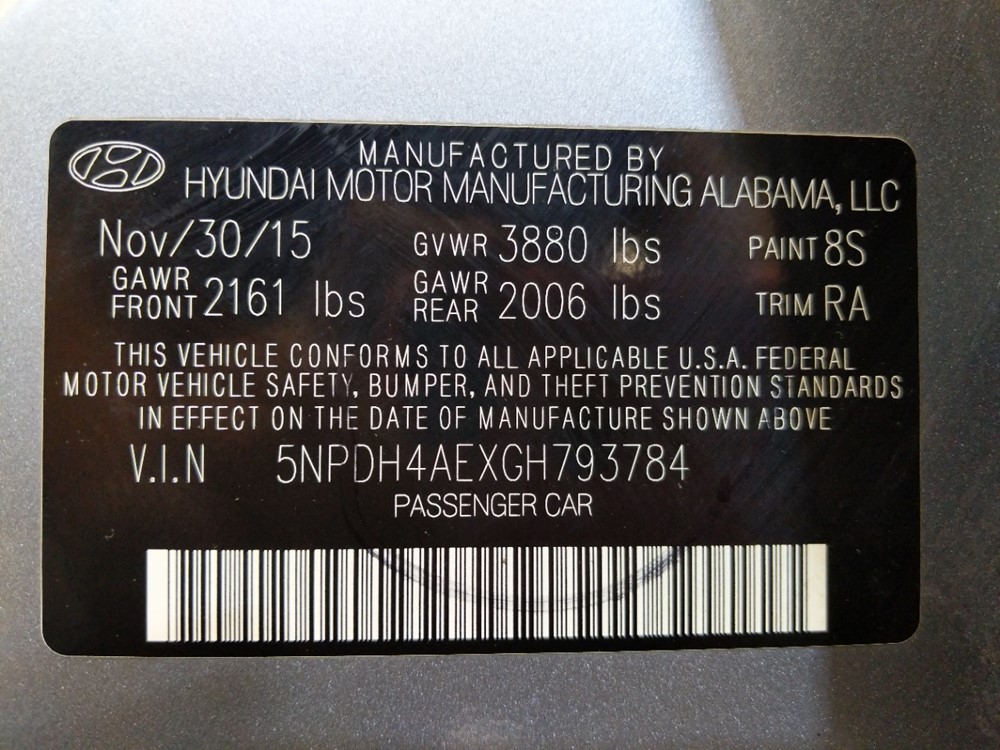 MANUFACTURED BY
HYUNDAI MOTOR MANUFACTURING ALABAMA, LLC
Nov/30/15 GVWR 3880 lbs PAINT 8S
GAWR FRONT 2161 lbs GAWR REAR 2006 lbs TRIM RA
THIS VEHICLE CONFORMS TO ALL APPLICABLE U.S.A. FEDERAL
MOTOR VEHICLE SAFETY, BUMPER, AND THEFT PREVENTION STANDARDS
IN EFFECT ON THE DATE OF MANUFACTURE SHOWN ABOVE
V.I.N 5NPDH4AEXGH793784
PASSENGER CAR